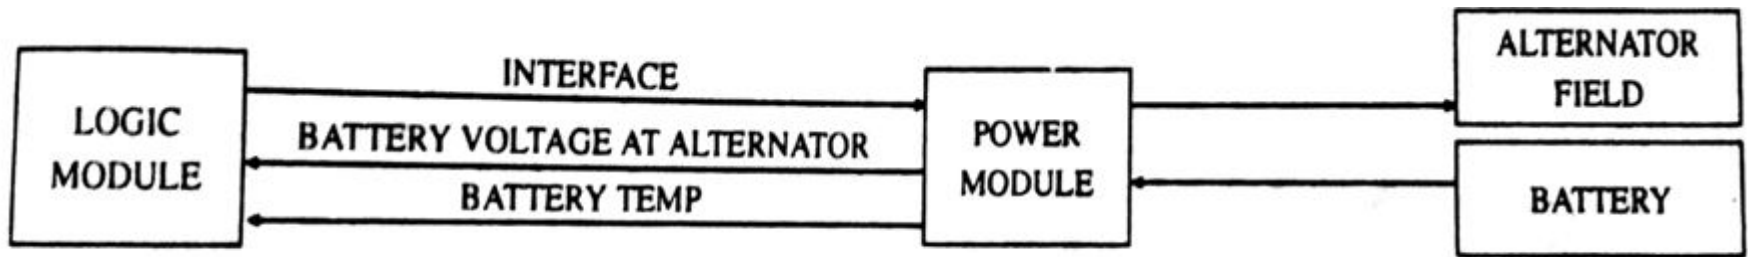 LOGIC
MODULE
INTERFACE
BATTERY VOLTAGE AT ALTERNATOR
BATTERY TEMP
POWER
MODULE
ALTERNATOR
FIELD
BATTERY